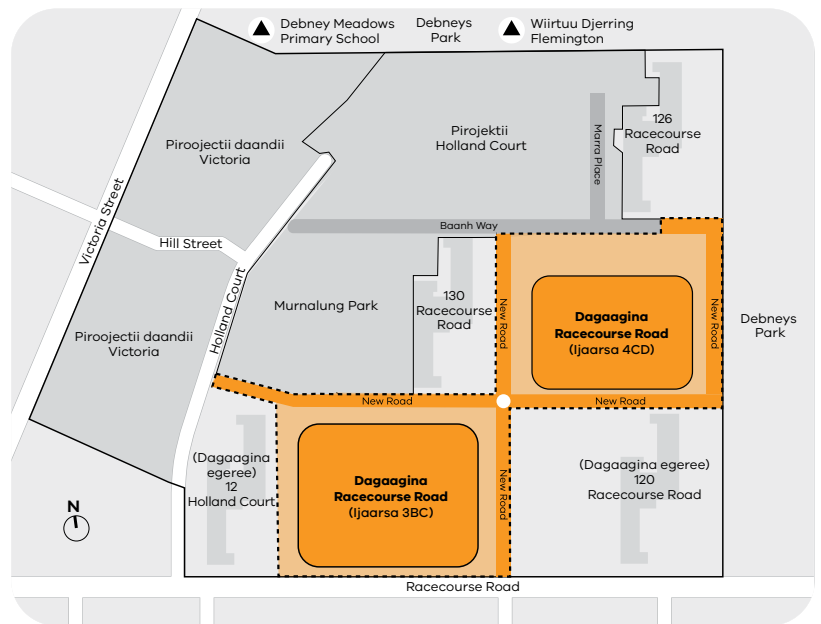 Debney Meadows
Primary School
Debneys
Park
Wiirtuu Djerring
Flemington
Piroojectii daandii
Victoria
Pirojektii
Holland Court
Marra Place
126
Racecourse
Road
Victoria Street
Hill Street
Baanh Way
Holland Court
Murnalung Park
130
Racecourse
Road
New Road
Dagaagina
Racecourse Road
(Ijaarsa 4CD)
New Road
Debneys
Park
Piroojectii daandii
Victoria
New Road
New Road
(Dagaagina
egeree)
12
Holland Court
Dagaagina
Racecourse Road
(Ijaarsa 3BC)
New Road
(Dagaagina egeree)
120
Racecourse Road
N
Racecourse Road